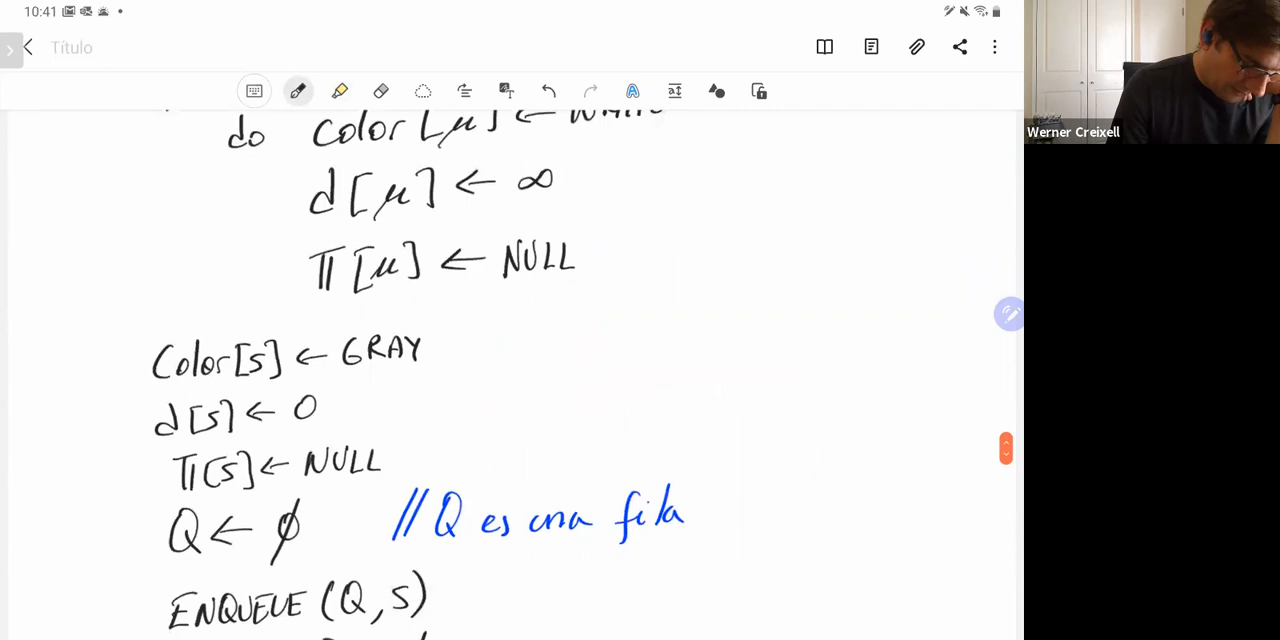 10:41
Título
do color[μ] ← WHITE
d[μ] ← ∞
π[μ] ← NULL
Color[s] ← GRAY
d[s] ← 0
π[s] ← NULL
Q ← ϕ // Q es una fila
ENQUEUE (Q, S)
Werner Creixell